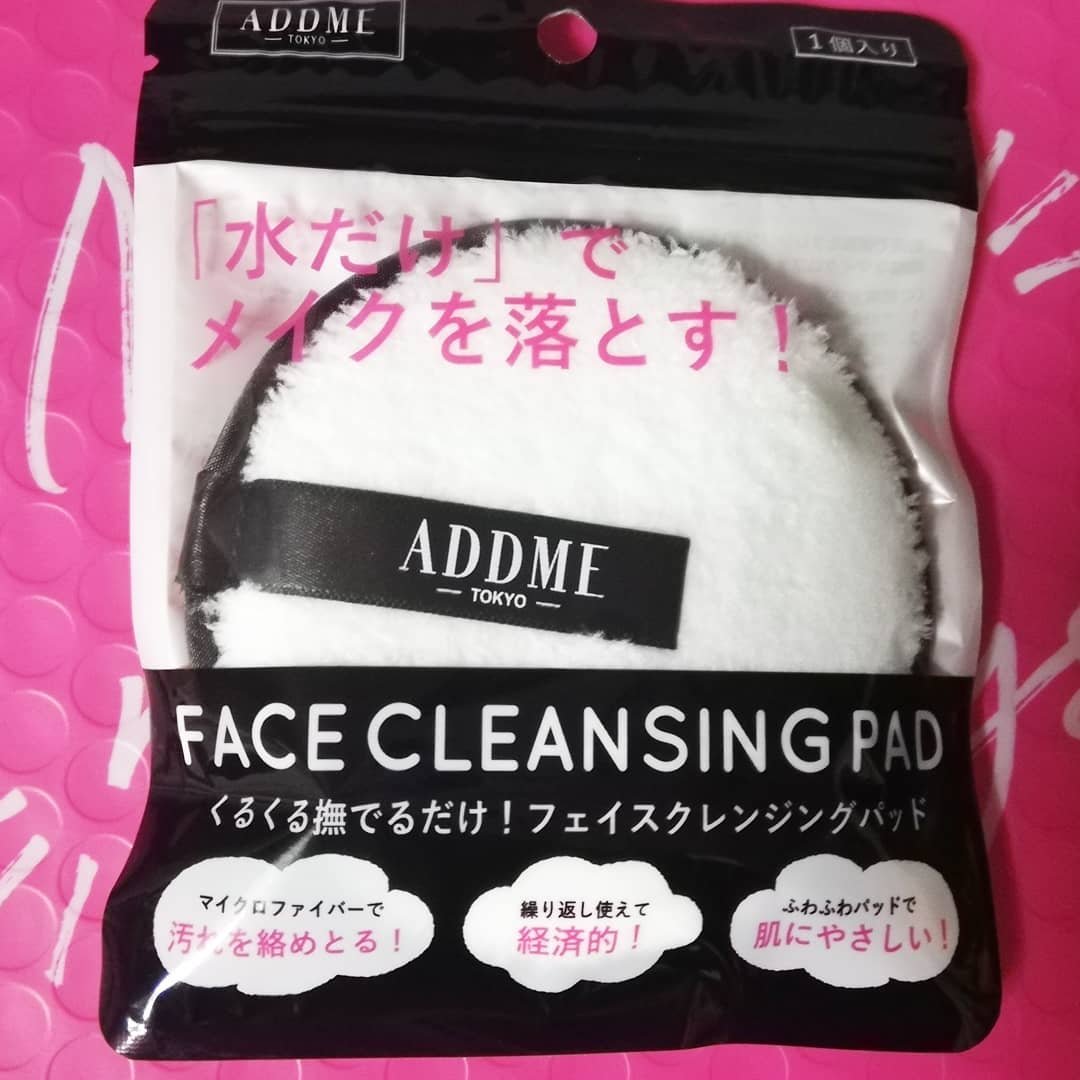 ADDME
TOKYO
1個入り
「水だけ」で
メイクを落とす!
ADDME
TOKYO
FACE CLEANSING PAD
くるくる撫でるだけ!フェイスクレンジングパッド
マイクロファイバーで
汚れを絡めとる!
繰り返し使えて
経済的!
ふわふわパッドで
肌にやさしい!